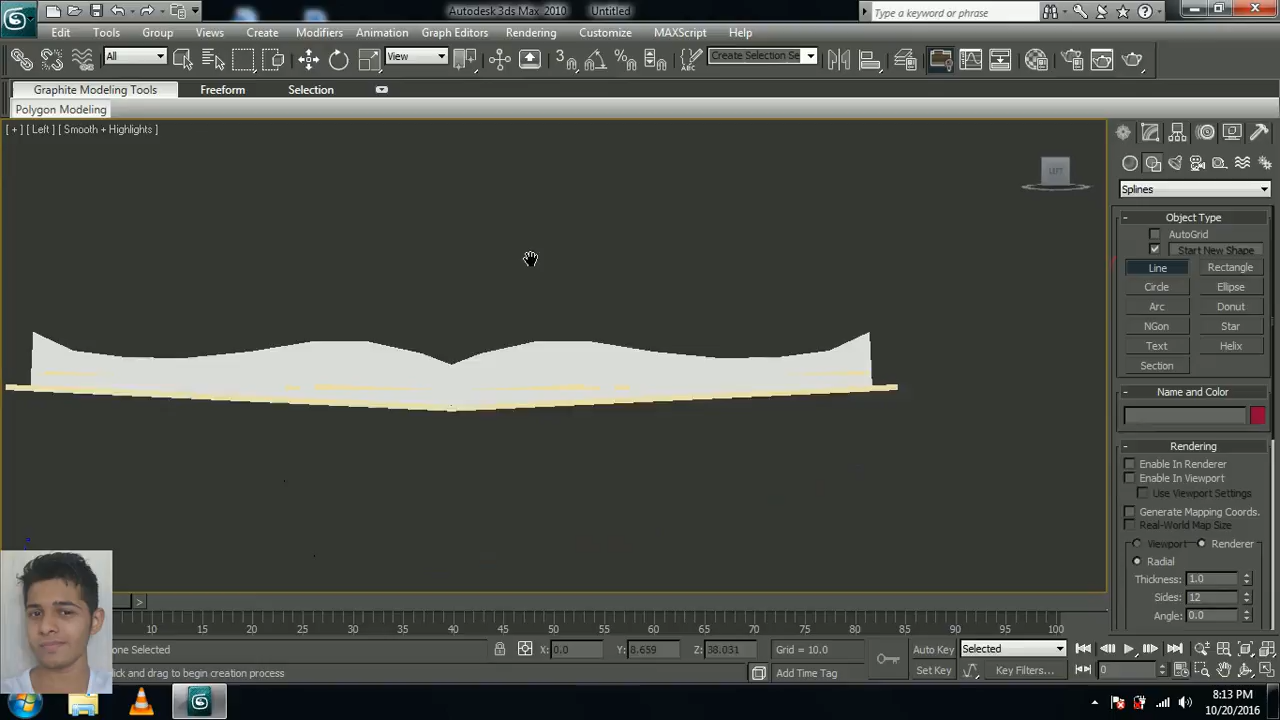 Autodesk 3ds Max 2010 Untitled
Type a keyword or phrase
Edit Tools Group Views Create Modifiers Animation Graph Editors Rendering Customize MAXScript Help
All View 3 Create Selection Se
Graphite Modeling Tools Freeform Selection
Polygon Modeling
[ + ] [ Left ] [ Smooth + Highlights ]
LEFT
Splines
- Object Type
AutoGrid
Start New Shape
Line Rectangle
Circle Ellipse
Arc Donut
NGon Star
Text Helix
Section
- Name and Color
- Rendering
Enable In Renderer
Enable In Viewport
Use Viewport Settings
Generate Mapping Coords.
Real-World Map Size
Viewport Renderer
Radial
Thickness: 1.0
Sides: 12
Angle: 0.0
>
10 15 20 25 30 35 40 45 50 55 60 65 70 75 80 85 90 95 100
one Selected X: 0.0 Y: 8.659 Z: 38.031 Grid = 10.0 Auto Key Selected
ick and drag to begin creation process Add Time Tag Set Key Key Filters... 0
8:13 PM
10/20/2016